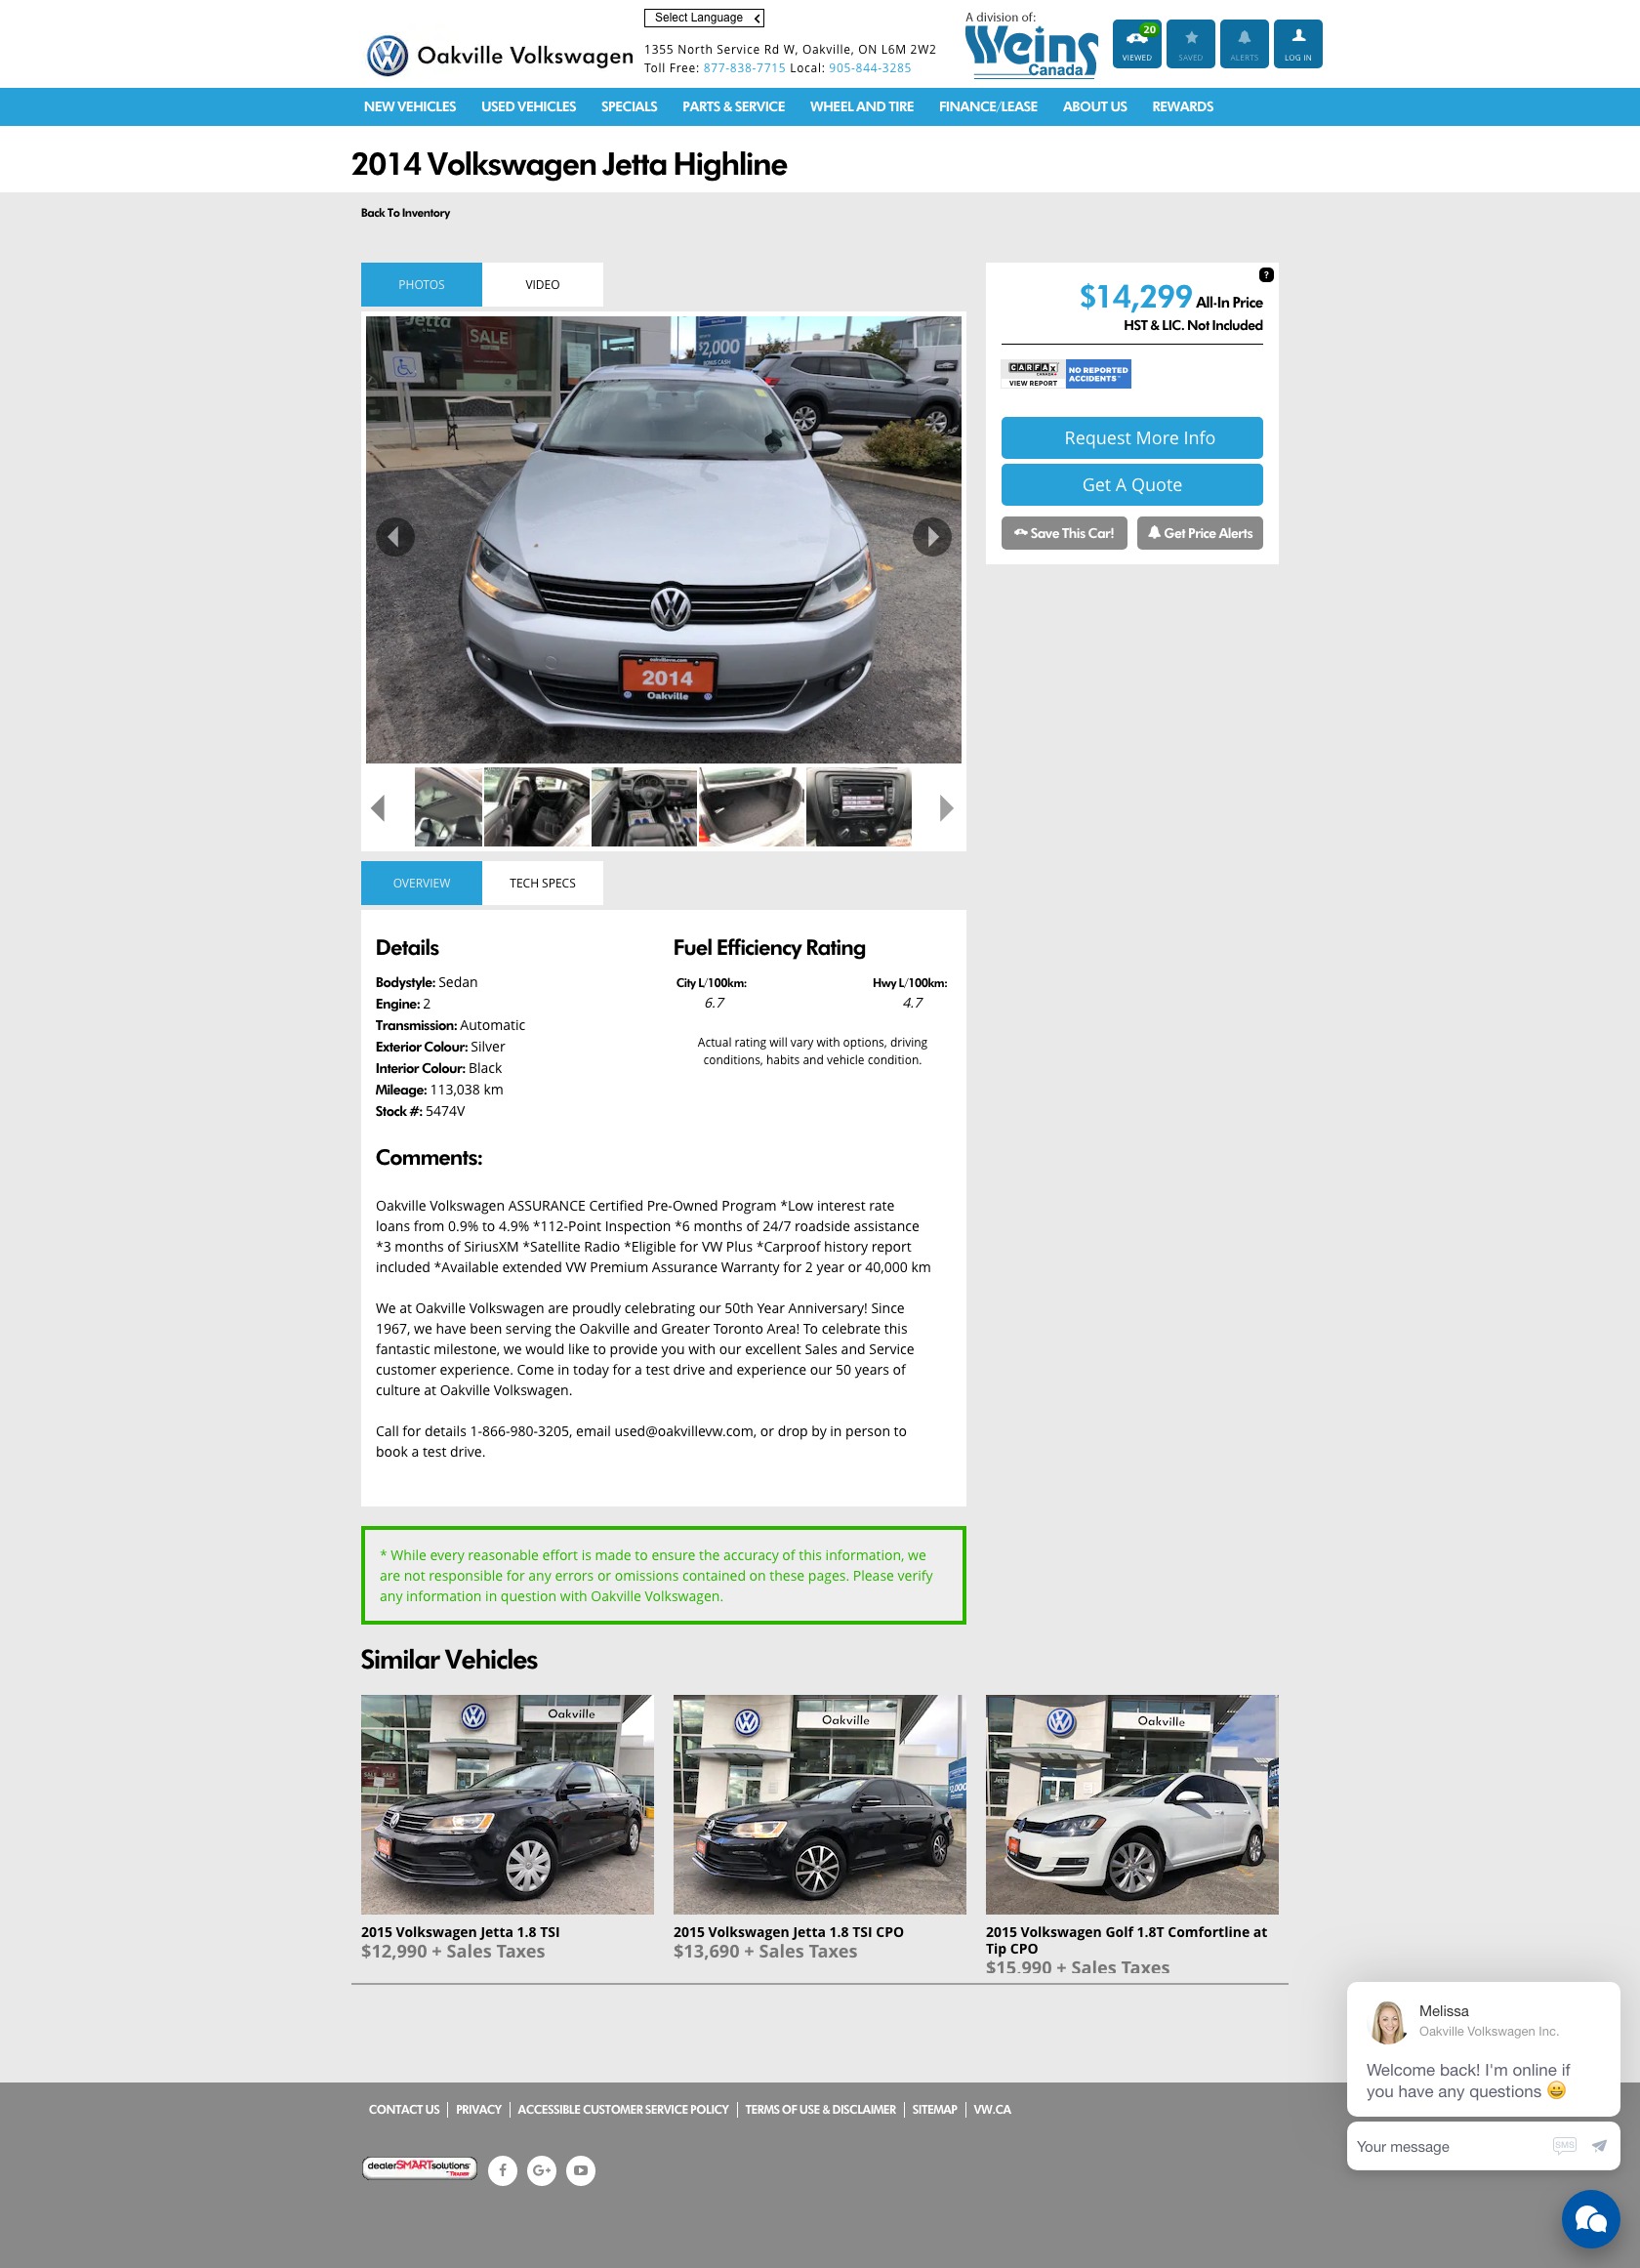 Select Language
Oakville Volkswagen
1355 North Service Rd W, Oakville, ON L6M 2W2
Toll Free: 877-838-7715 Local: 905-844-3285
A division of:
Weins
Canada
20
VIEWED
SAVED
ALERTS
LOG IN
NEW VEHICLES USED VEHICLES SPECIALS PARTS & SERVICE WHEEL AND TIRE FINANCE/LEASE ABOUT US REWARDS
2014 Volkswagen Jetta Highline
Back To Inventory
PHOTOS VIDEO
?
$14,299 All-In Price
HST & LIC. Not Included
CARFAX
CANADA
VIEW REPORT
NO REPORTED
ACCIDENTS
Request More Info
Get A Quote
Save This Car! Get Price Alerts
Jetta
SALE
$2,000
BONUS CASH
oakvillevw.com
2014
Oakville
OVERVIEW TECH SPECS
Details
Bodystyle: Sedan
Engine: 2
Transmission: Automatic
Exterior Colour: Silver
Interior Colour: Black
Mileage: 113,038 km
Stock #: 5474V
Fuel Efficiency Rating
City L/100km: Hwy L/100km:
6.7 4.7
Actual rating will vary with options, driving
conditions, habits and vehicle condition.
Comments:
Oakville Volkswagen ASSURANCE Certified Pre-Owned Program *Low interest rate
loans from 0.9% to 4.9% *112-Point Inspection *6 months of 24/7 roadside assistance
*3 months of SiriusXM *Satellite Radio *Eligible for VW Plus *Carproof history report
included *Available extended VW Premium Assurance Warranty for 2 year or 40,000 km
We at Oakville Volkswagen are proudly celebrating our 50th Year Anniversary! Since
1967, we have been serving the Oakville and Greater Toronto Area! To celebrate this
fantastic milestone, we would like to provide you with our excellent Sales and Service
customer experience. Come in today for a test drive and experience our 50 years of
culture at Oakville Volkswagen.
Call for details 1-866-980-3205, email used@oakvillevw.com, or drop by in person to
book a test drive.
* While every reasonable effort is made to ensure the accuracy of this information, we
are not responsible for any errors or omissions contained on these pages. Please verify
any information in question with Oakville Volkswagen.
Similar Vehicles
Oakville
Oakville
Oakville
2015 Volkswagen Jetta 1.8 TSI
$12,990 + Sales Taxes
2015 Volkswagen Jetta 1.8 TSI CPO
$13,690 + Sales Taxes
2015 Volkswagen Golf 1.8T Comfortline at
Tip CPO
$15,990 + Sales Taxes
Melissa
Oakville Volkswagen Inc.
Welcome back! I'm online if
you have any questions 😀
Your message
SMS
CONTACT US PRIVACY ACCESSIBLE CUSTOMER SERVICE POLICY TERMS OF USE & DISCLAIMER SITEMAP VW.CA
dealerSMARTsolutions
G+